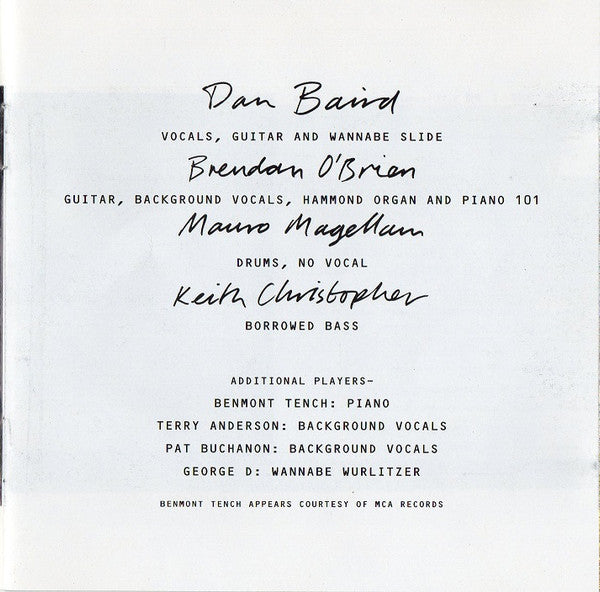 Dan Baird
VOCALS, GUITAR AND WANNABE SLIDE
Brendan O'Brien
GUITAR, BACKGROUND VOCALS, HAMMOND ORGAN AND PIANO 101
Mauro Magellan
DRUMS, NO VOCAL
Keith Christopher
BORROWED BASS
ADDITIONAL PLAYERS-
BENMONT TENCH: PIANO
TERRY ANDERSON: BACKGROUND VOCALS
PAT BUCHANON: BACKGROUND VOCALS
GEORGE D: WANNABE WURLITZER
BENMONT TENCH APPEARS COURTESY OF MCA RECORDS